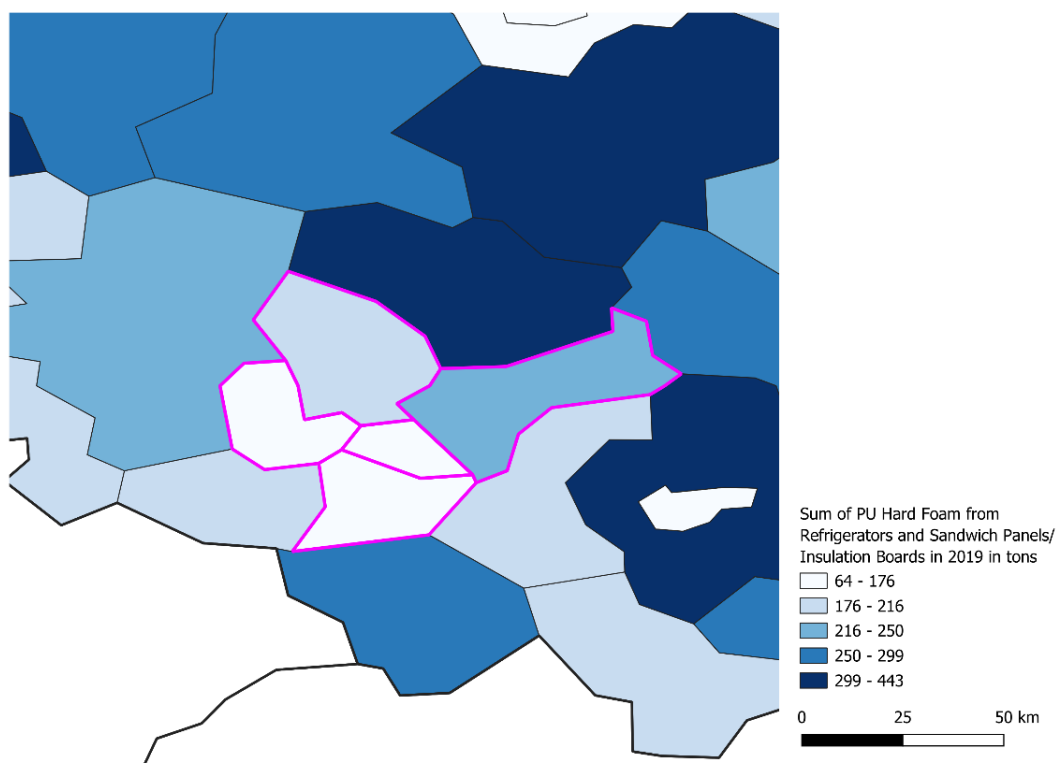 Sum of PU Hard Foam from
Refrigerators and Sandwich Panels/
Insulation Boards in 2019 in tons
64 - 176
176 - 216
216 - 250
250 - 299
299 - 443
0 25 50 km